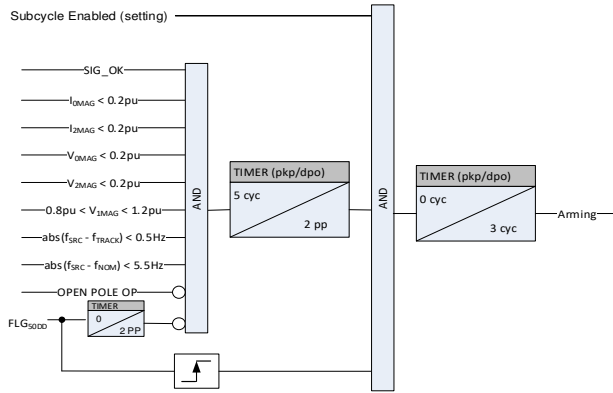 Subcycle Enabled (setting)
SIG_OK
I0MAG < 0.2pu
I2MAG < 0.2pu
V0MAG < 0.2pu
V2MAG < 0.2pu
0.8pu < V1MAG < 1.2pu
abs(fSRC - fTRACK) < 0.5Hz
abs(fSRC - fNOM) < 5.5Hz
OPEN POLE OP
FLG50DD
TIMER
0
2 PP
AND
TIMER (pkp/dpo)
5 cyc
2 pp
AND
TIMER (pkp/dpo)
0 cyc
3 cyc
Arming